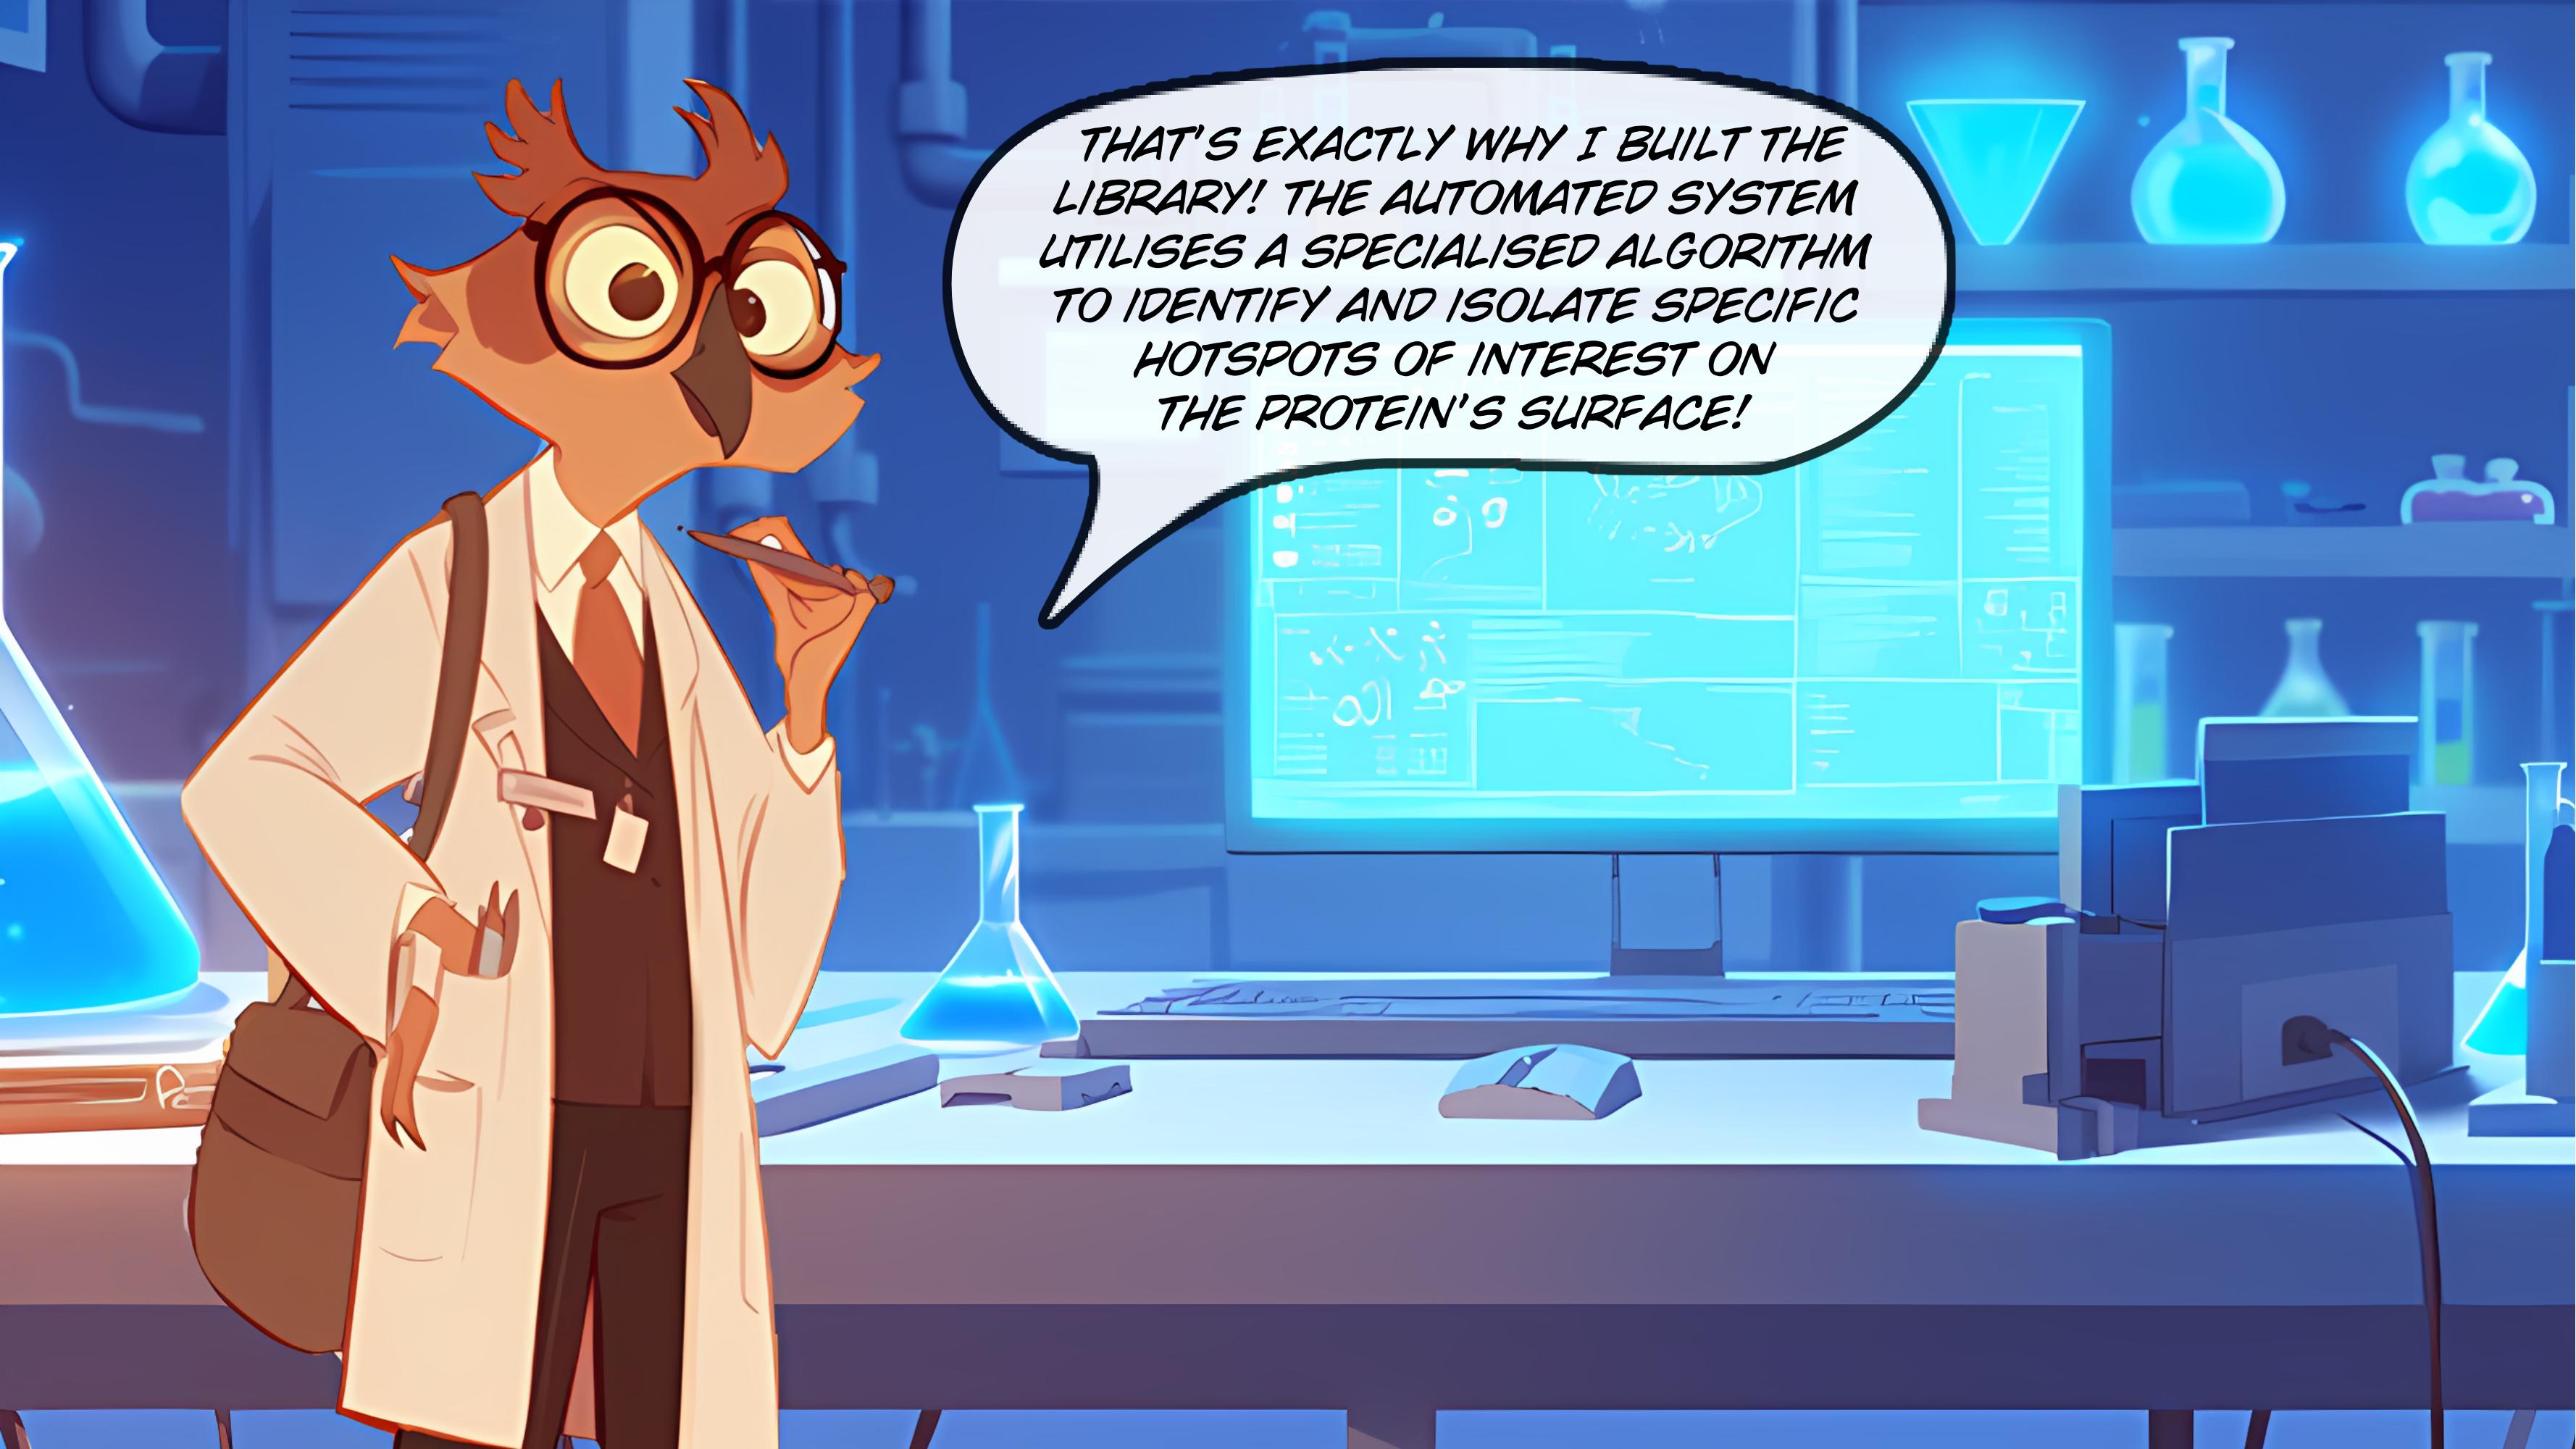 THAT'S EXACTLY WHY I BUILT THE
LIBRARY! THE AUTOMATED SYSTEM
UTILISES A SPECIALISED ALGORITHM
TO IDENTIFY AND ISOLATE SPECIFIC
HOTSPOTS OF INTEREST ON
THE PROTEIN'S SURFACE!